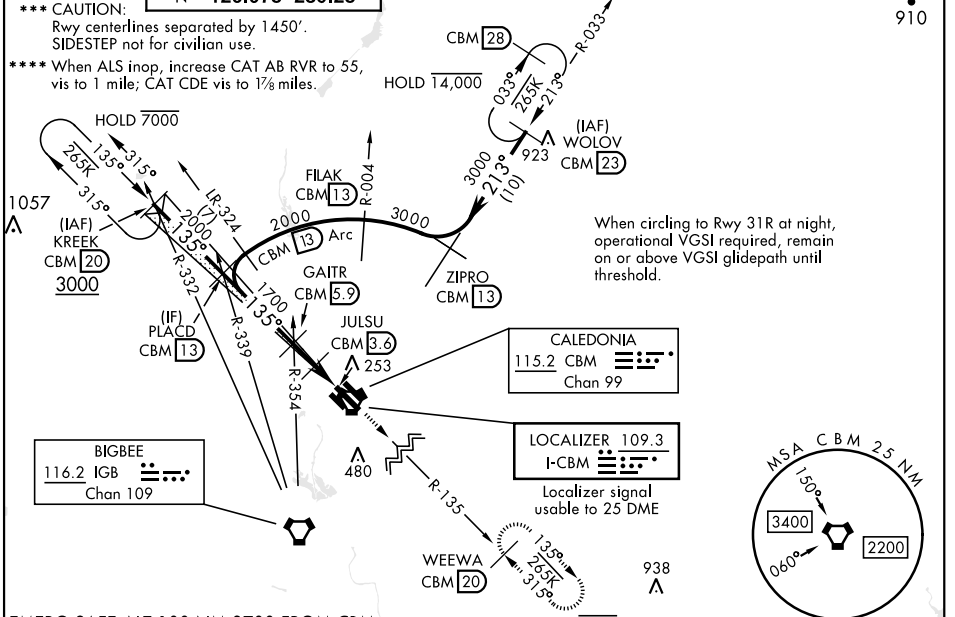 *** CAUTION:
Rwy centerlines separated by 1450'.
SIDESTEP not for civilian use.
**** When ALS inop, increase CAT AB RVR to 55,
vis to 1 mile; CAT CDE vis to 1⅞ miles.
910
CBM 28
R-033
HOLD 14,000
033°
265K
213°
(IAF)
WOLOV
CBM 23
923
3000
213°
(10)
HOLD 7000
265K
135°
315°
315°
1057
(IAF)
KREEK
CBM 20
3000
LR-324
(7)
2000
135°
R-332
FILAK
CBM 13
R-004
2000
3000
CBM 13 Arc
ZIPRO
CBM 13
When circling to Rwy 31R at night,
operational VGSI required, remain
on or above VGSI glidepath until
threshold.
(IF)
PLACD
CBM 13
R-339
1700
135°
GAITR
CBM 5.9
R-354
JULSU
CBM 3.6
253
CALEDONIA
115.2 CBM
Chan 99
LOCALIZER 109.3
I-CBM
Localizer signal
usable to 25 DME
BIGBEE
116.2 IGB
Chan 109
480
R-135
WEEWA
CBM 20
135°
265K
315°
938
MSA CBM 25 NM
150°
3400
060°
2200